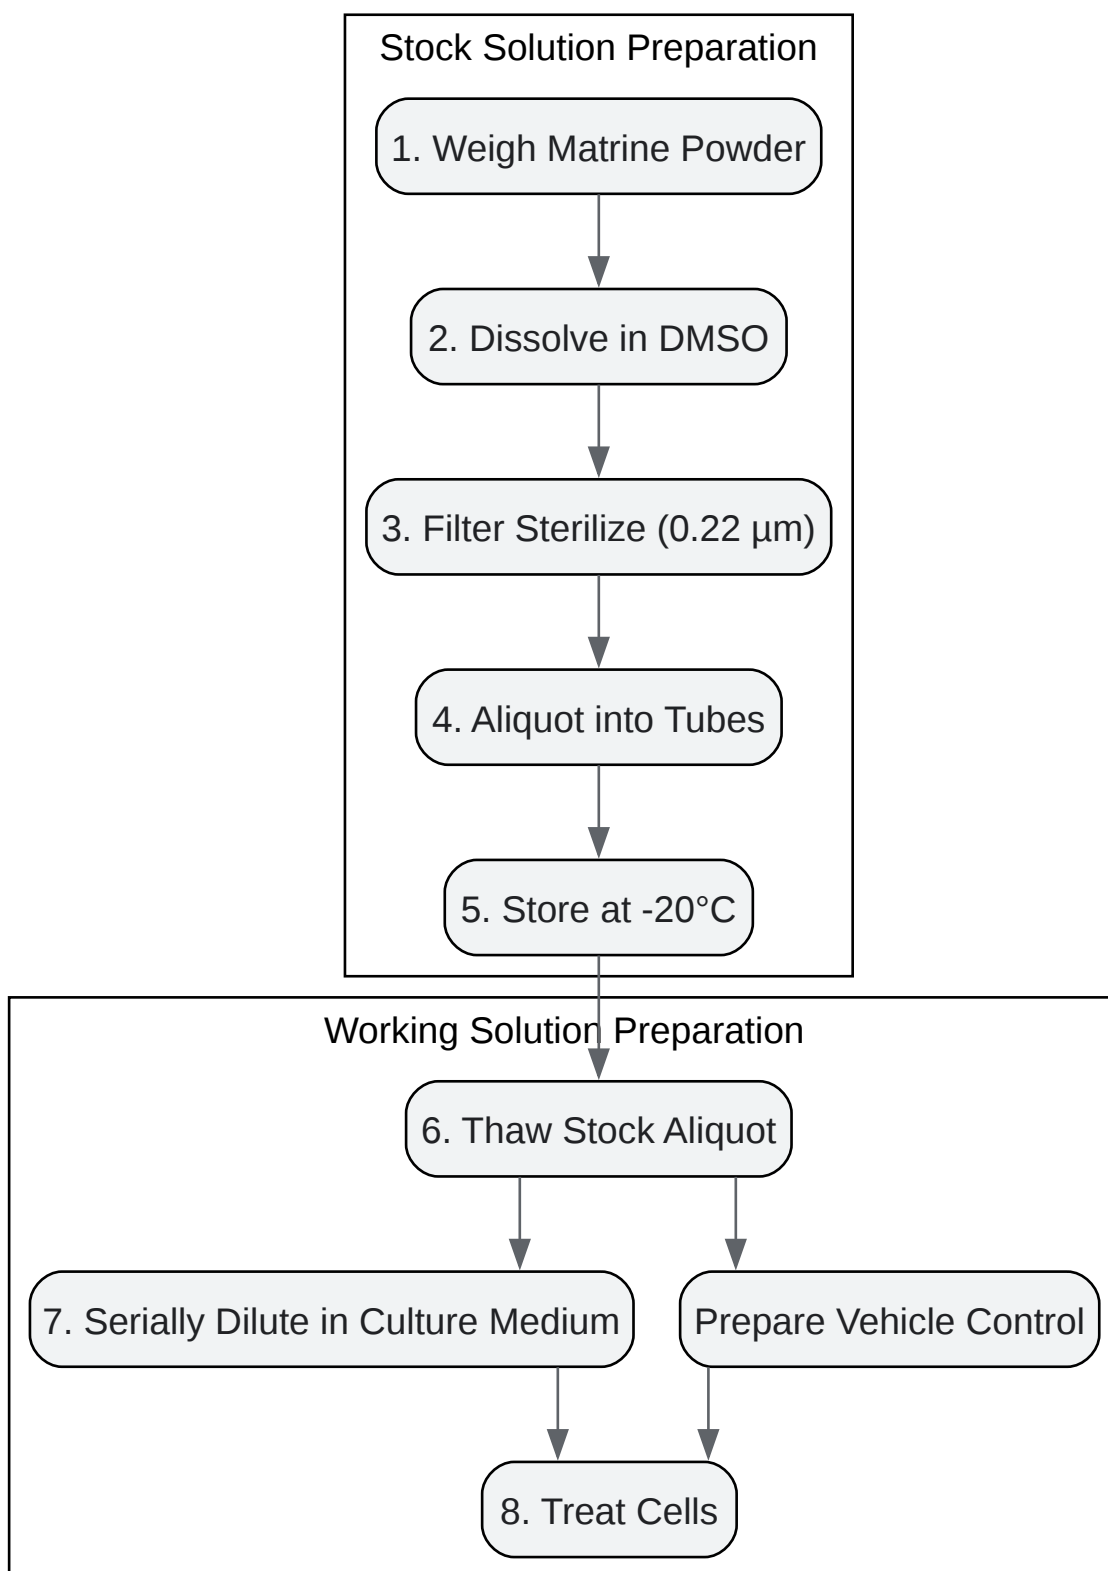 Stock Solution Preparation
1. Weigh Matrine Powder
2. Dissolve in DMSO
3. Filter Sterilize (0.22 µm)
4. Aliquot into Tubes
5. Store at -20°C
Working Solution Preparation
6. Thaw Stock Aliquot
7. Serially Dilute in Culture Medium
Prepare Vehicle Control
8. Treat Cells